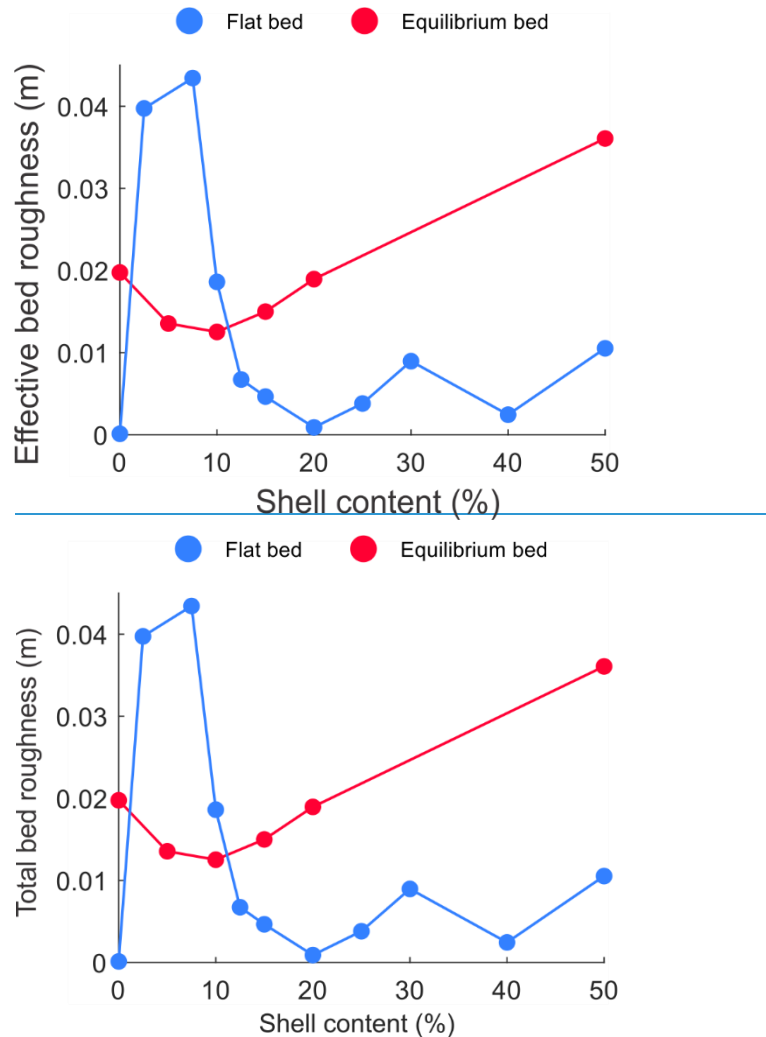 Flat bed Equilibrium bed
Effective bed roughness (m)
0.04
0.03
0.02
0.01
0
0 10 20 30 40 50
Shell content (%)
Flat bed Equilibrium bed
Total bed roughness (m)
0.04
0.03
0.02
0.01
0
0 10 20 30 40 50
Shell content (%)